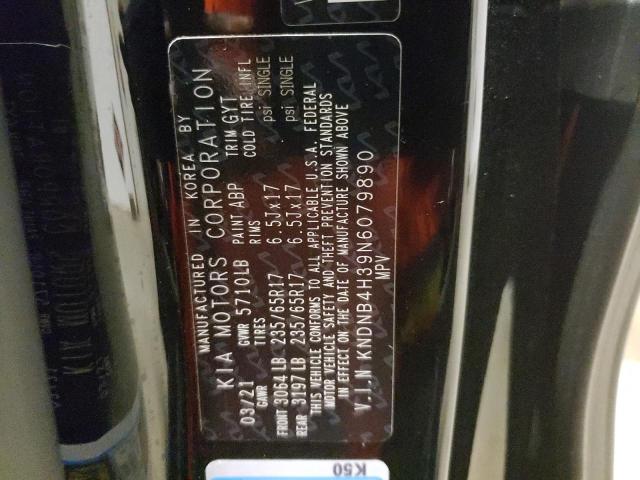 MANUFACTURED IN KOREA BY
KIA MOTORS CORPORATION
03/21 GVWR 5710LB PAINT ABP TRIM GYT
GAWR TIRES RIMS COLD TIRE INFL
FRONT 3064LB 235/65R17 6.5Jx17 psi SINGLE
REAR 3197LB 235/65R17 6.5Jx17 psi SINGLE
THIS VEHICLE CONFORMS TO ALL APPLICABLE U.S.A. FEDERAL
MOTOR VEHICLE SAFETY AND THEFT PREVENTION STANDARDS
IN EFFECT ON THE DATE OF MANUFACTURE SHOWN ABOVE
V.I.N KNDNB4H39N6079890
MPV
K50